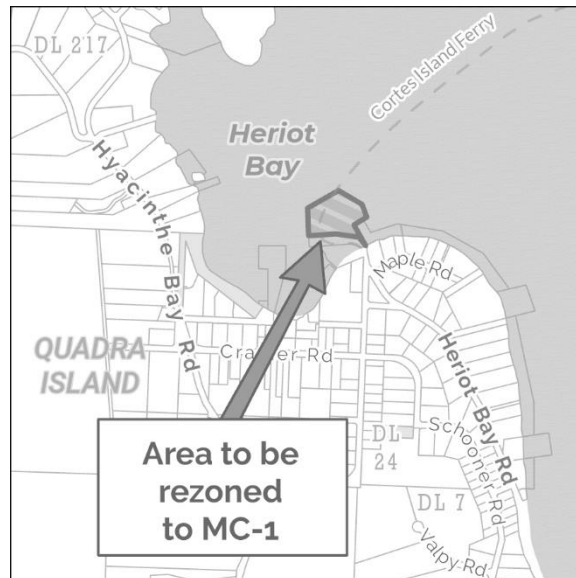 DL 217
Cortes Island Ferry
Heriot
Bay
Hyacinthe Bay Rd
Maple Rd
QUADRA
ISLAND
Heriot Bay Rd
Schooner Rd
DL
24
DL 7
Valpy Rd
Area to be
rezoned
to MC-1